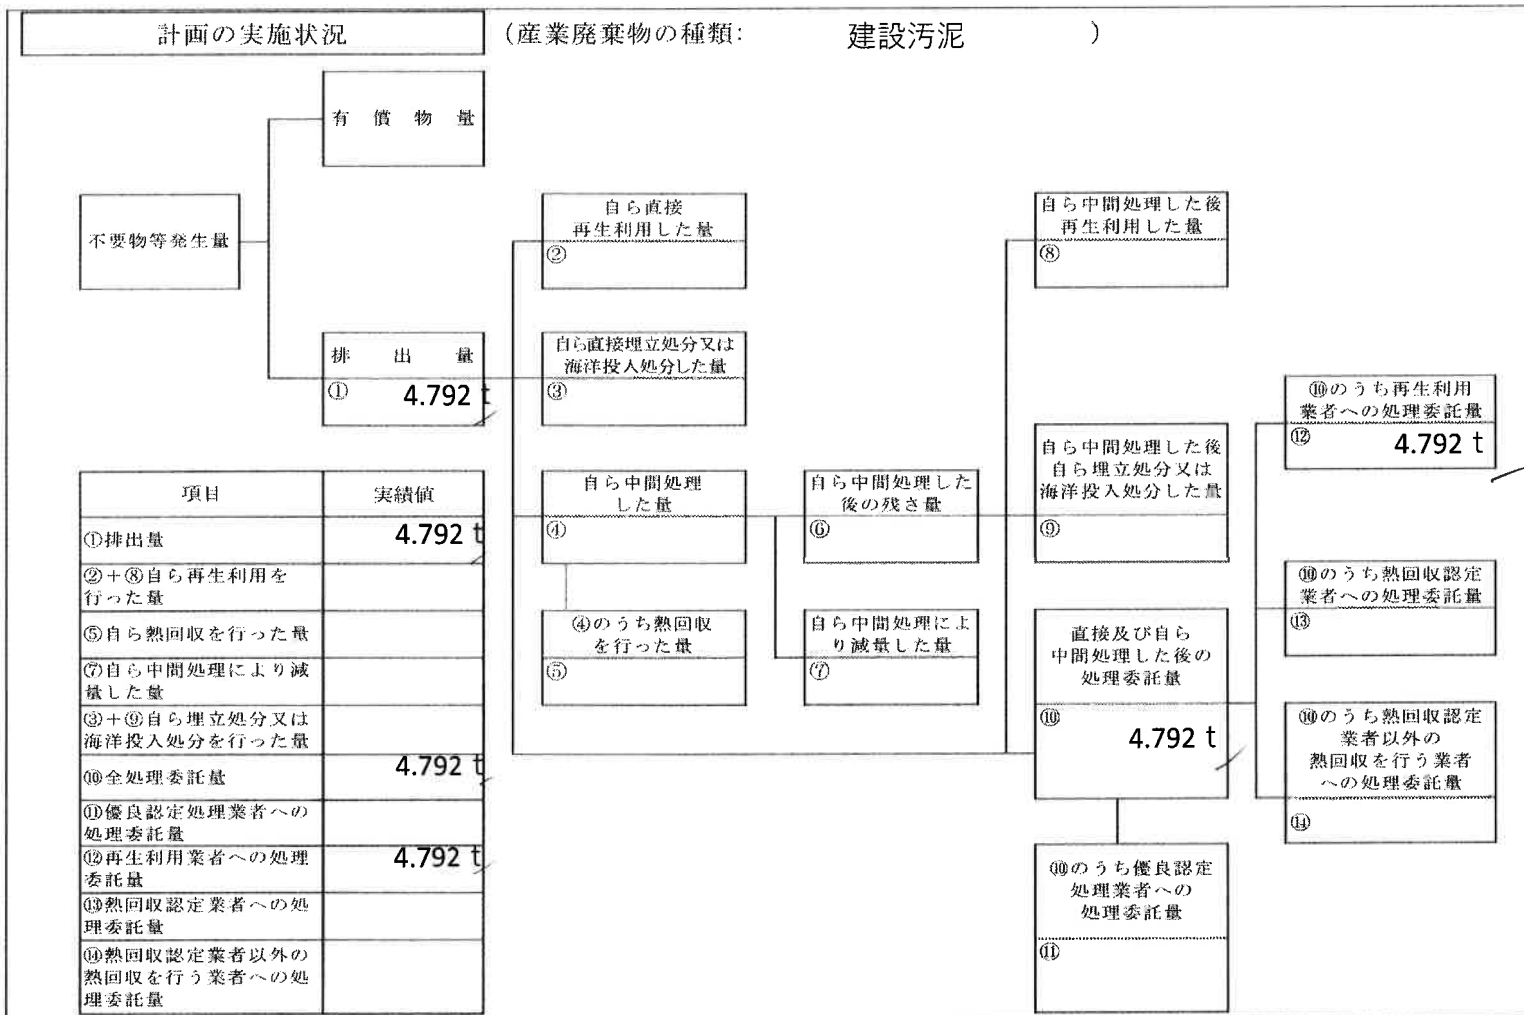 計画の実施状況
(産業廃棄物の種類: 建設汚泥 )
有償物量
不要物等発生量
排出量
① 4.792 t
自ら直接
再生利用した量
②
自ら直接埋立処分又は
海洋投入処分した量
③
自ら中間処理
した量
④
④のうち熱回収
を行った量
⑤
自ら中間処理した
後の残さ量
⑥
自ら中間処理によ
り減量した量
⑦
自ら中間処理した後
再生利用した量
⑧
自ら中間処理した後
自ら埋立処分又は
海洋投入処分した量
⑨
直接及び自ら
中間処理した後の
処理委託量
⑩ 4.792 t
⑩のうち優良認定
処理業者への
処理委託量
⑪
⑩のうち再生利用
業者への処理委託量
⑫ 4.792 t
⑩のうち熱回収認定
業者への処理委託量
⑬
⑩のうち熱回収認定
業者以外の
熱回収を行う業者
への処理委託量
⑭
項目 実績値
①排出量 4.792 t
②+⑧自ら再生利用を
行った量
⑤自ら熱回収を行った量
⑦自ら中間処理により減
量した量
③+⑨自ら埋立処分又は
海洋投入処分を行った量
⑩全処理委託量 4.792 t
⑪優良認定処理業者への
処理委託量
⑫再生利用業者への処理 4.792 t
委託量
⑬熱回収認定業者への処
理委託量
⑭熱回収認定業者以外の
熱回収を行う業者への処
理委託量